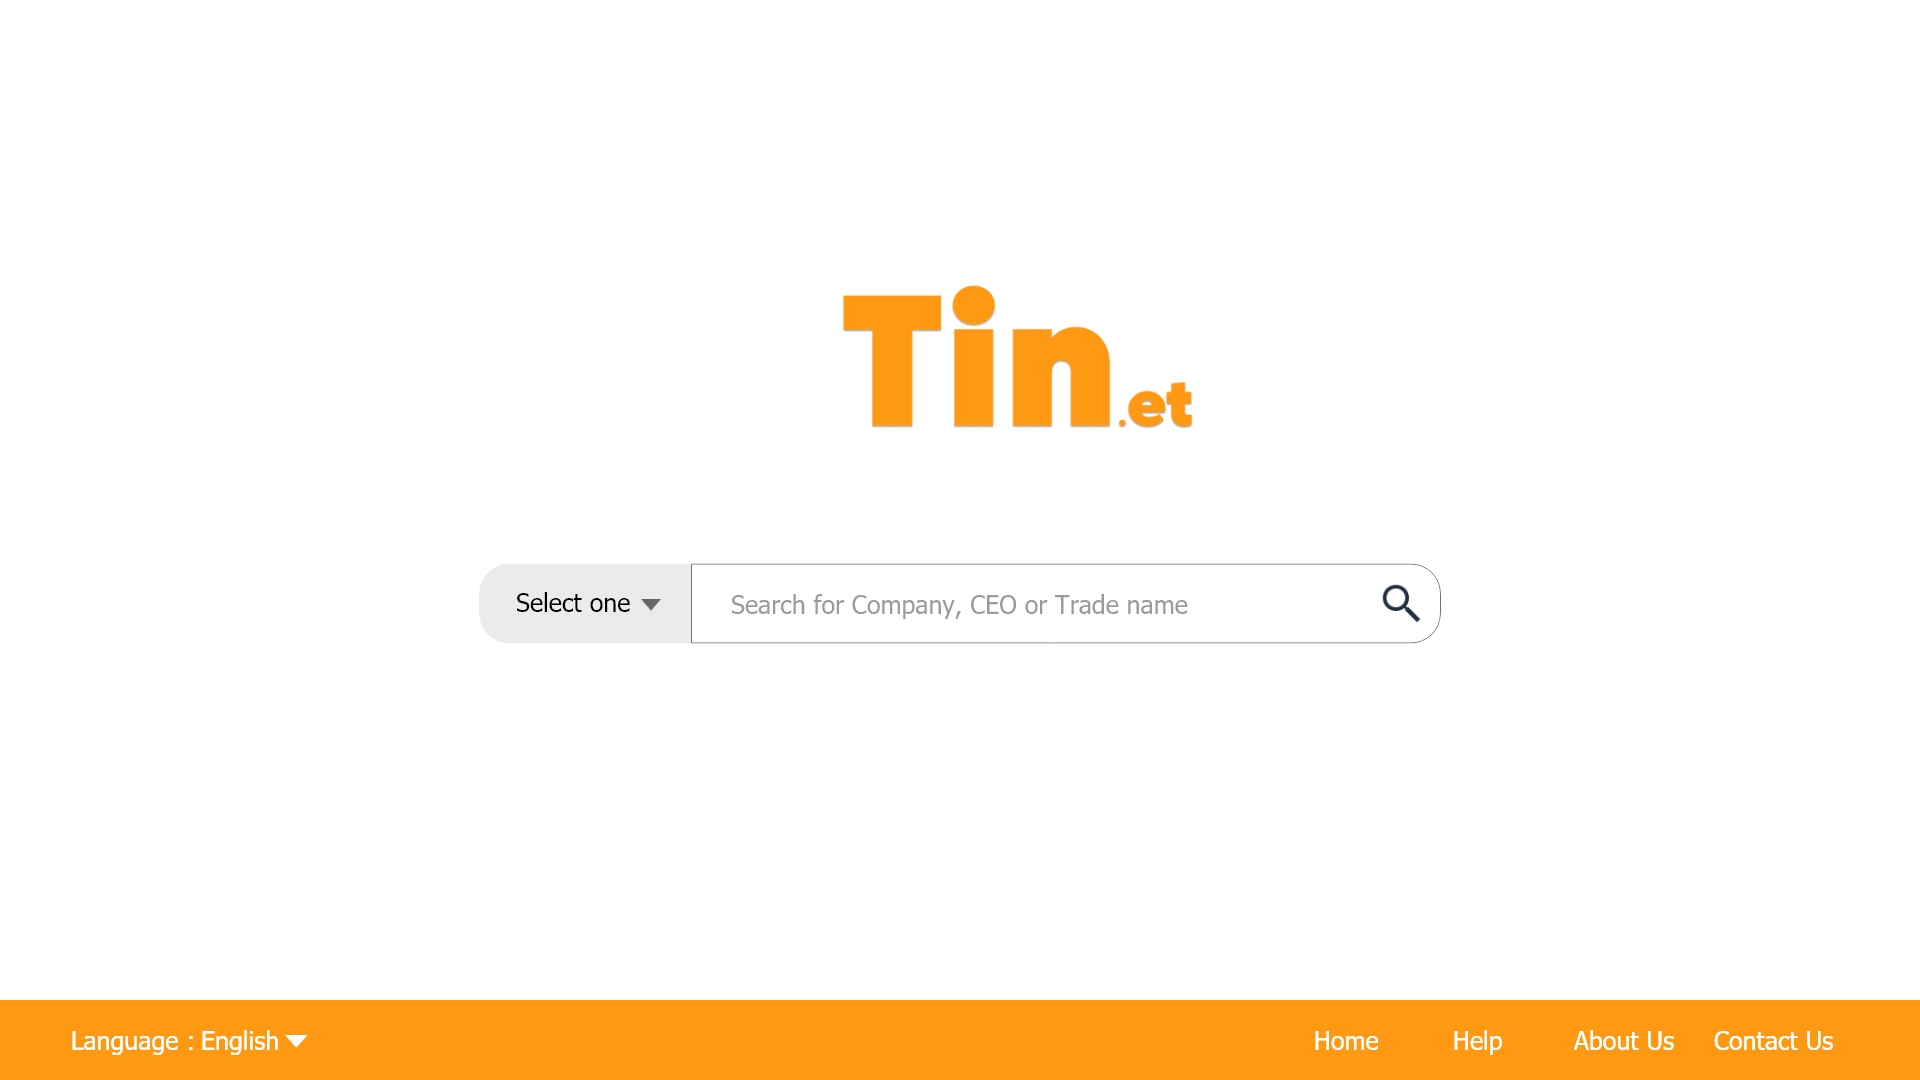 Tin.et
Select one
Search for Company, CEO or Trade name
Language : English
Home Help About Us Contact Us